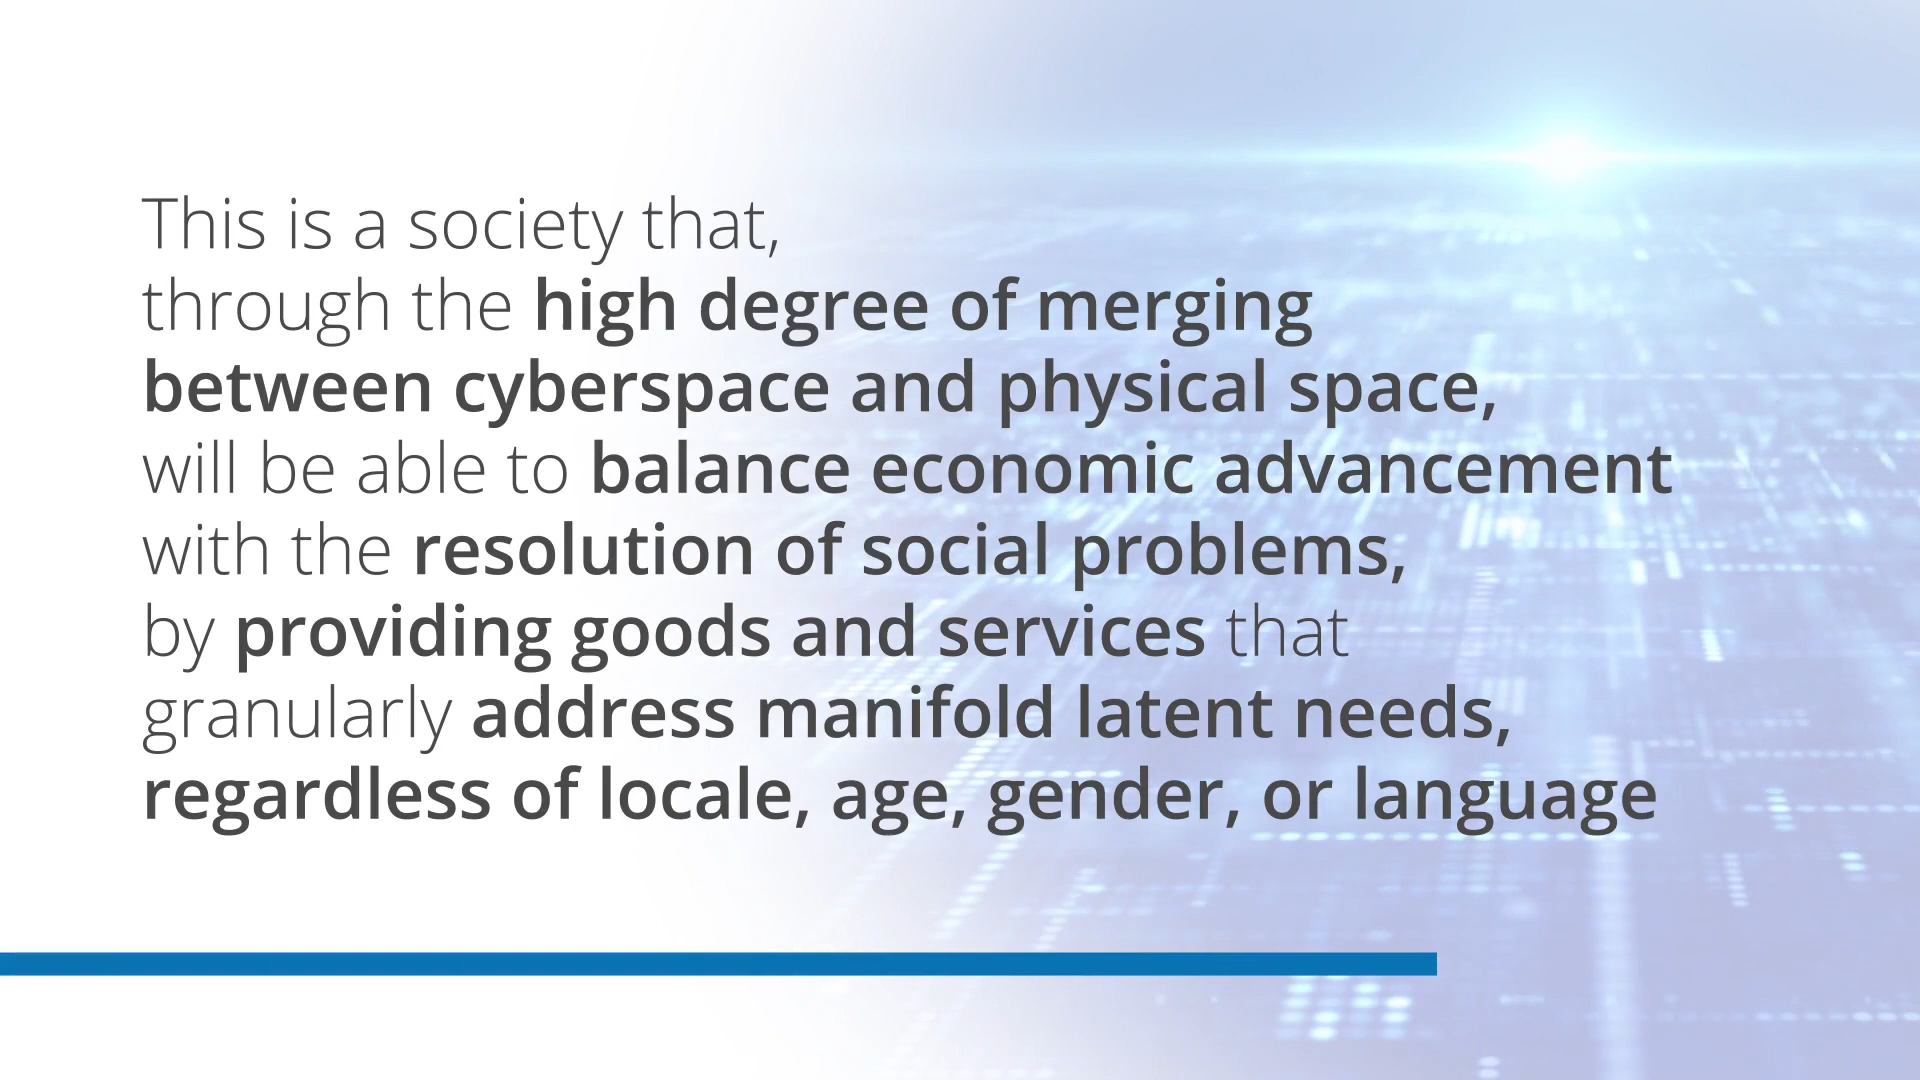 This is a society that,
through the high degree of merging
between cyberspace and physical space,
will be able to balance economic advancement
with the resolution of social problems,
by providing goods and services that
granularly address manifold latent needs,
regardless of locale, age, gender, or language